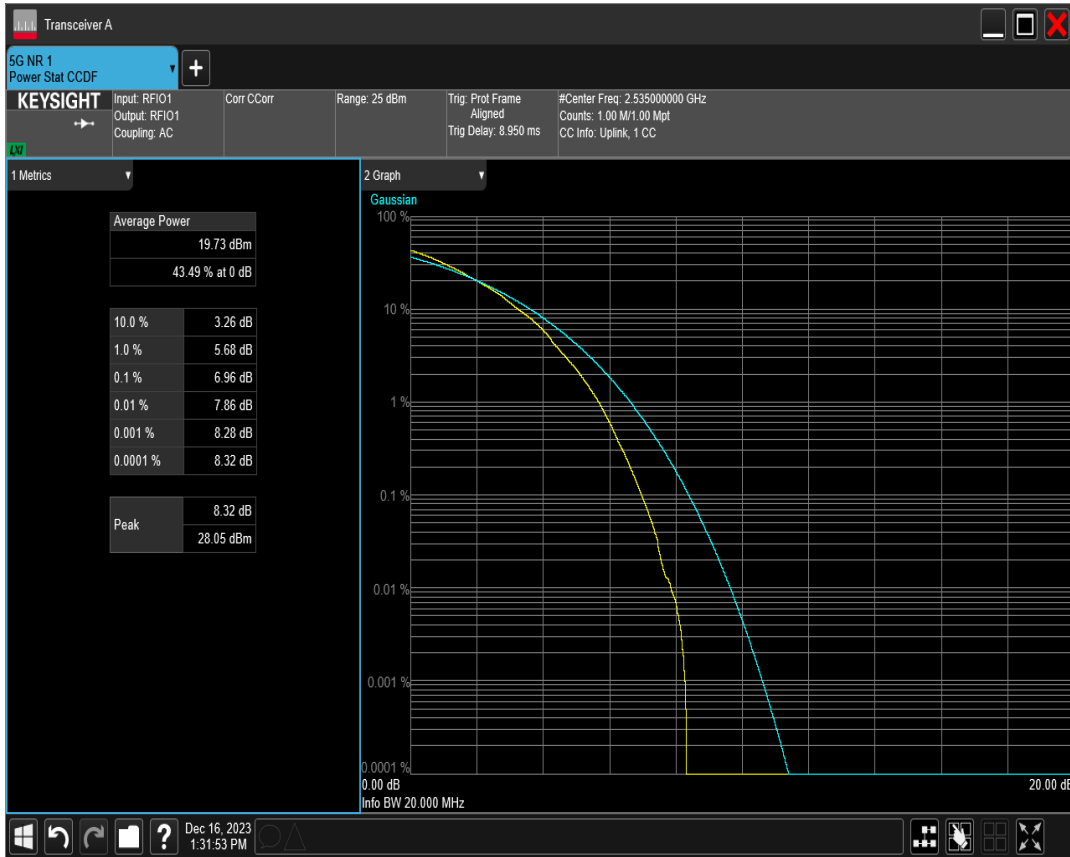 Transceiver A
5G NR 1
Power Stat CCDF
KEYSIGHT
LXI
Input: RFIO1
Output: RFIO1
Coupling: AC
Corr CCorr
Range: 25 dBm
Trig: Prot Frame
Aligned
Trig Delay: 8.950 ms
#Center Freq: 2.535000000 GHz
Counts: 1.00 M/1.00 Mpt
CC Info: Uplink, 1 CC
1 Metrics
Average Power
19.73 dBm
43.49 % at 0 dB
10.0 % 3.26 dB
1.0 % 5.68 dB
0.1 % 6.96 dB
0.01 % 7.86 dB
0.001 % 8.28 dB
0.0001 % 8.32 dB
Peak
8.32 dB
28.05 dBm
2 Graph
Gaussian
100 %
10 %
1 %
0.1 %
0.01 %
0.001 %
0.0001 %
0.00 dB 20.00 dB
Info BW 20.000 MHz
?
Dec 16, 2023
1:31:53 PM